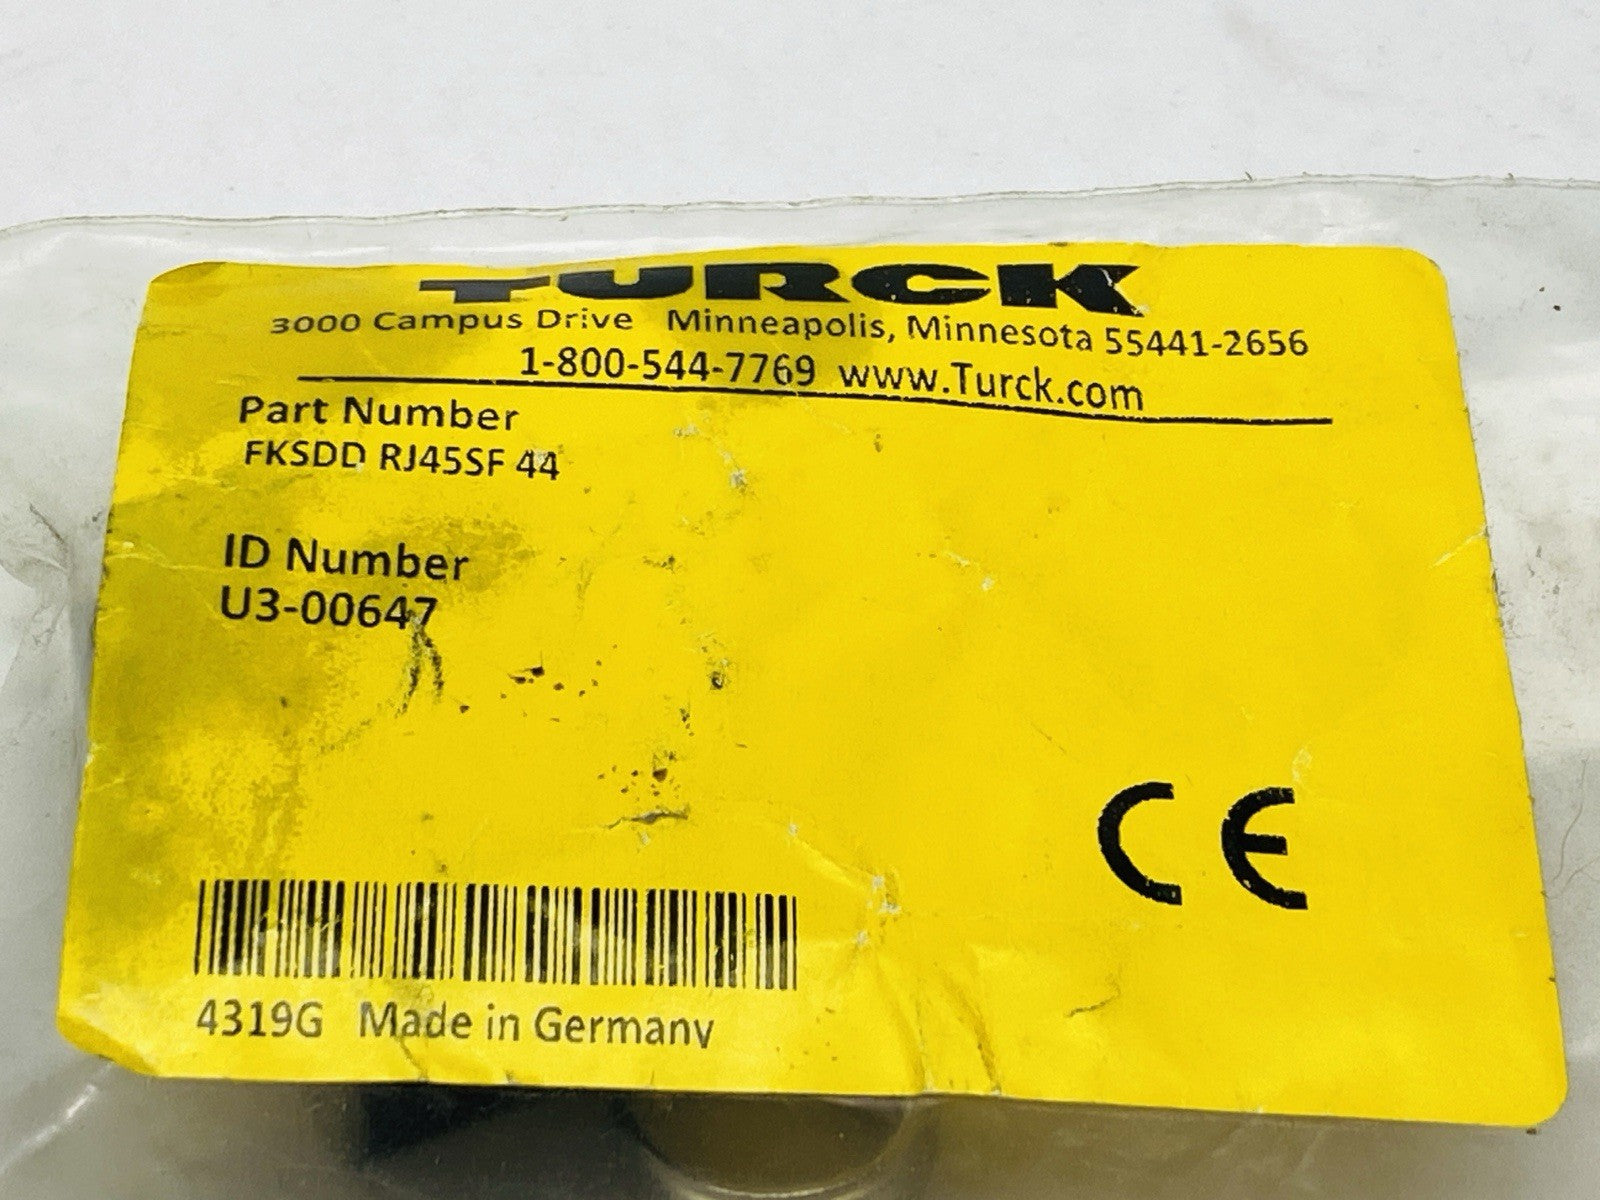 TURCK
3000 Campus Drive Minneapolis, Minnesota 55441-2656
1-800-544-7769 www.Turck.com
Part Number
FKSDD RJ45SF 44
ID Number
U3-00647
CE
4319G Made in Germany